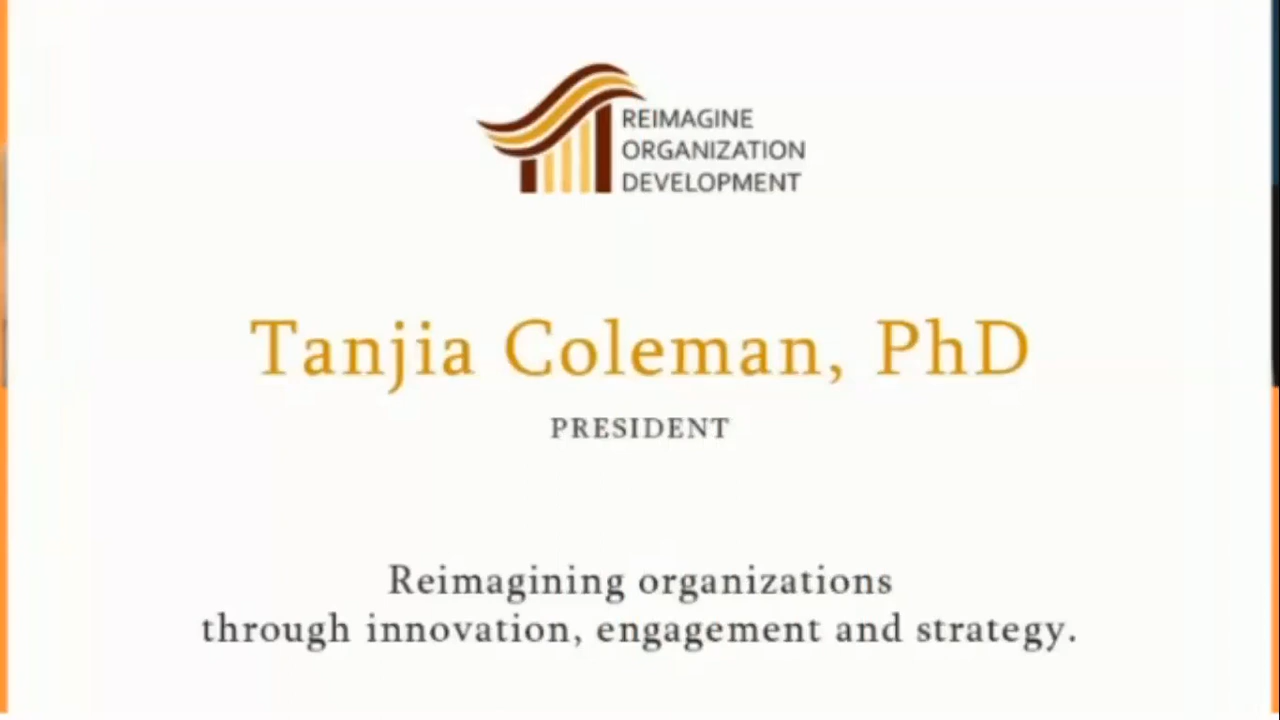 REIMAGINE
ORGANIZATION
DEVELOPMENT
Tanjia Coleman, PhD
PRESIDENT
Reimagining organizations
through innovation, engagement and strategy.